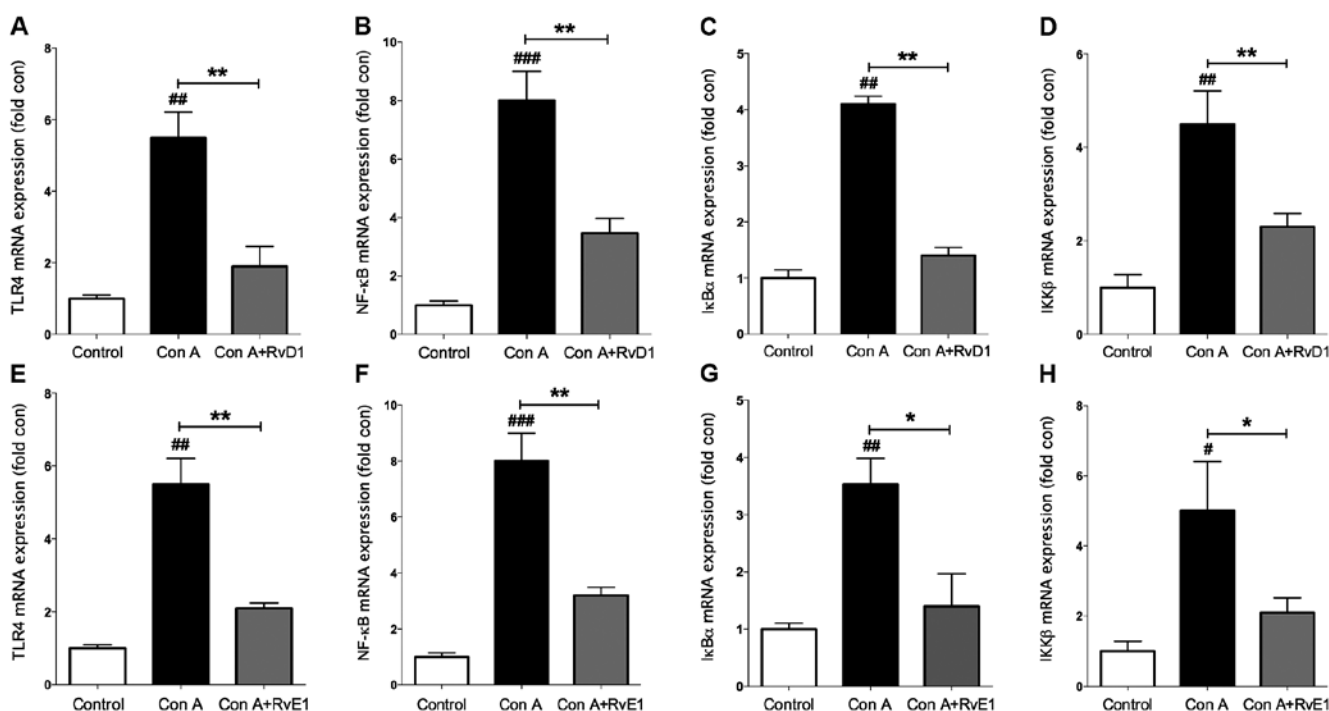 A
TLR4 mRNA expression (fold con)
8
6
4
2
0
##
**
Control Con A Con A+RvD1
B
NF-κB mRNA expression (fold con)
10
8
6
4
2
0
###
**
Control Con A Con A+RvD1
C
IκBα mRNA expression (fold con)
5
4
3
2
1
0
##
**
Control Con A Con A+RvD1
D
IKKβ mRNA expression (fold con)
6
4
2
0
##
**
Control Con A Con A+RvD1
E
TLR4 mRNA expression (fold con)
8
6
4
2
0
##
**
Control Con A Con A+RvE1
F
NF-κB mRNA expression (fold con)
10
8
6
4
2
0
###
**
Control Con A Con A+RvE1
G
IκBα mRNA expression (fold con)
5
4
3
2
1
0
##
*
Control Con A Con A+RvE1
H
IKKβ mRNA expression (fold con)
8
6
4
2
0
#
*
Control Con A Con A+RvE1